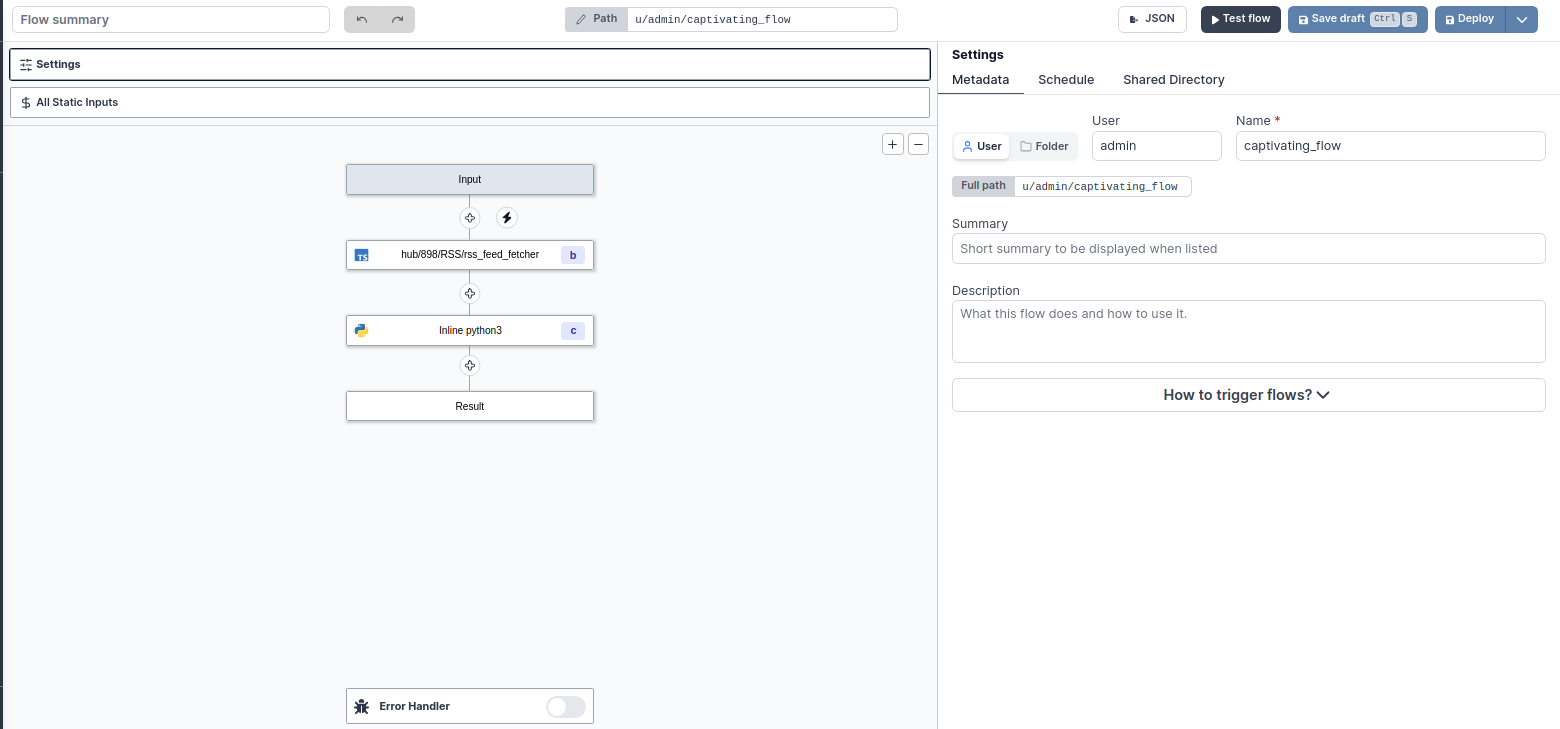 Flow summary
Path u/admin/captivating_flow
JSON
Test flow
Save draft Ctrl S
Deploy
Settings
All Static Inputs
Input
TS hub/898/RSS/rss_feed_fetcher b
Inline python3 c
Result
Error Handler
Settings
Metadata Schedule Shared Directory
User Name *
User Folder admin captivating_flow
Full path u/admin/captivating_flow
Summary
Short summary to be displayed when listed
Description
What this flow does and how to use it.
How to trigger flows?